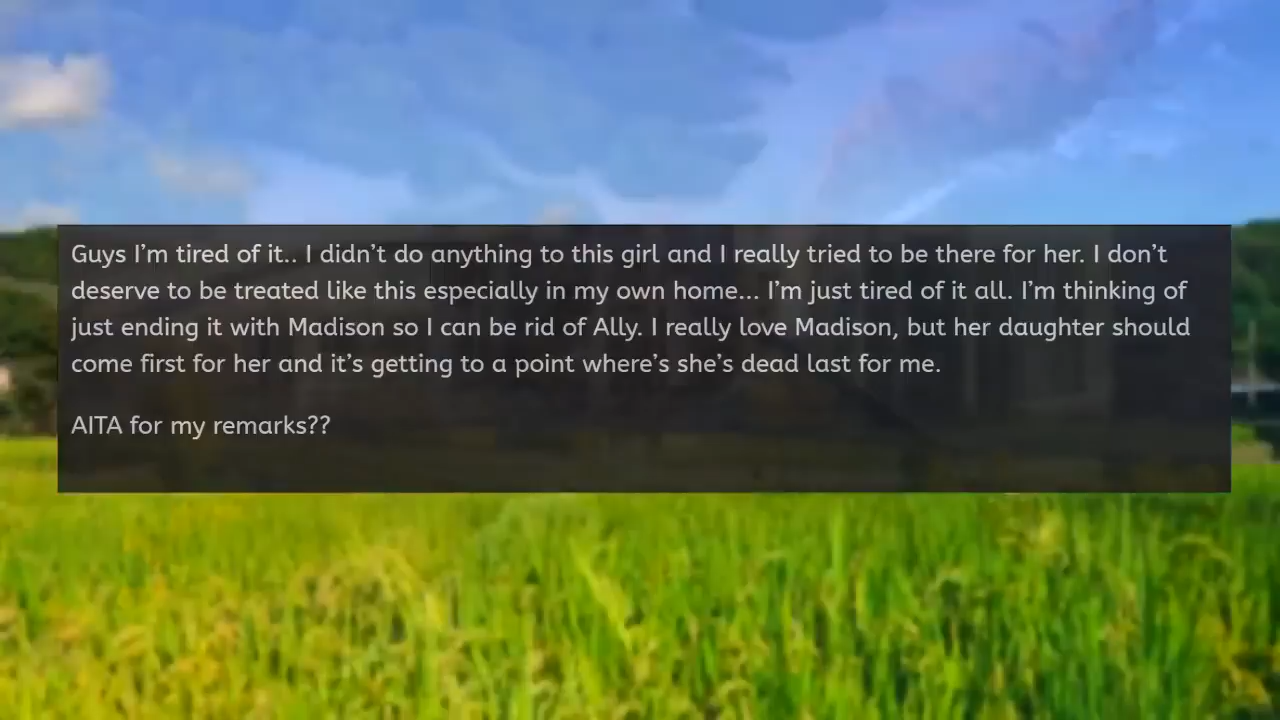 Guys I’m tired of it.. I didn’t do anything to this girl and I really tried to be there for her. I don’t
deserve to be treated like this especially in my own home... I’m just tired of it all. I’m thinking of
just ending it with Madison so I can be rid of Ally. I really love Madison, but her daughter should
come first for her and it’s getting to a point where’s she’s dead last for me.
AITA for my remarks??